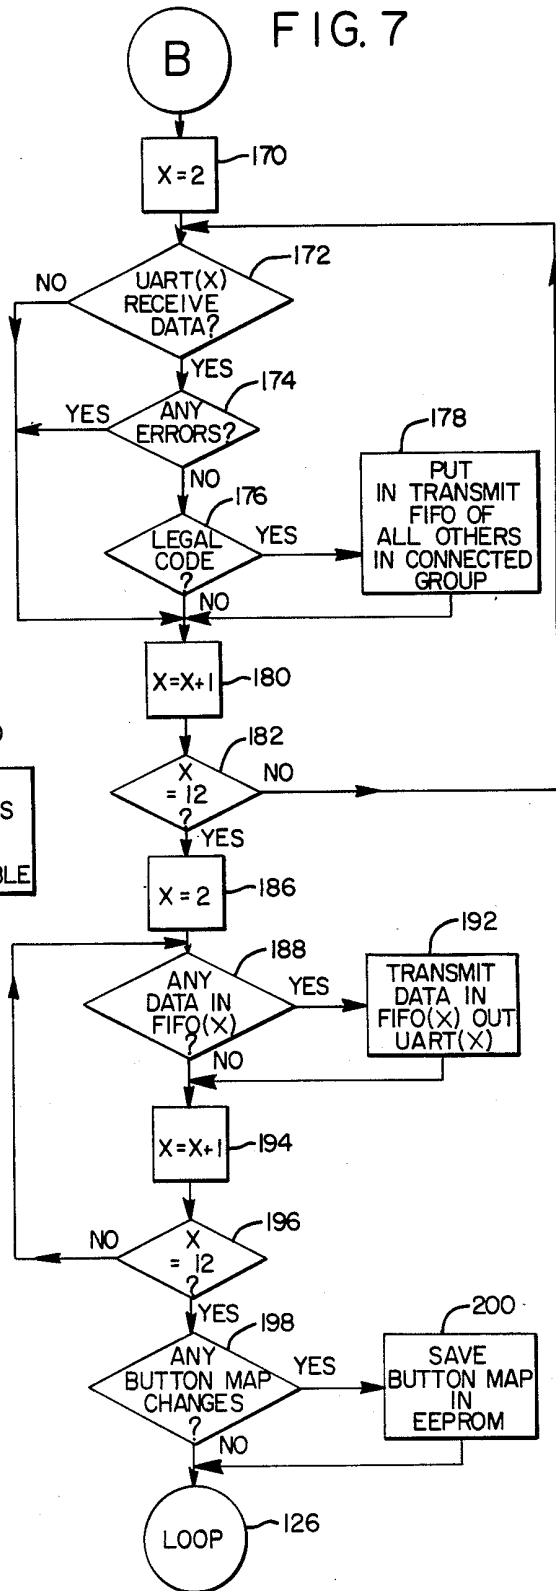 FIG. 7
B
170
X=2
172
NO
UART(X)
RECEIVE
DATA?
YES
174
YES
ANY
ERRORS?
NO
178
176
PUT
IN TRANSMIT
FIFO OF
ALL OTHERS
IN CONNECTED
GROUP
LEGAL
CODE
?
YES
NO
X=X+1
180
182
X
= 12
?
NO
YES
S
BLE
X=2
186
188
192
ANY
DATA IN
FIFO(X)
?
YES
TRANSMIT
DATA IN
FIFO(X) OUT
UART(X)
NO
X=X+1
194
196
NO
X
= 12
?
YES
198
200
ANY
BUTTON MAP
CHANGES
?
YES
SAVE
BUTTON MAP
IN
EEPROM
NO
LOOP
126